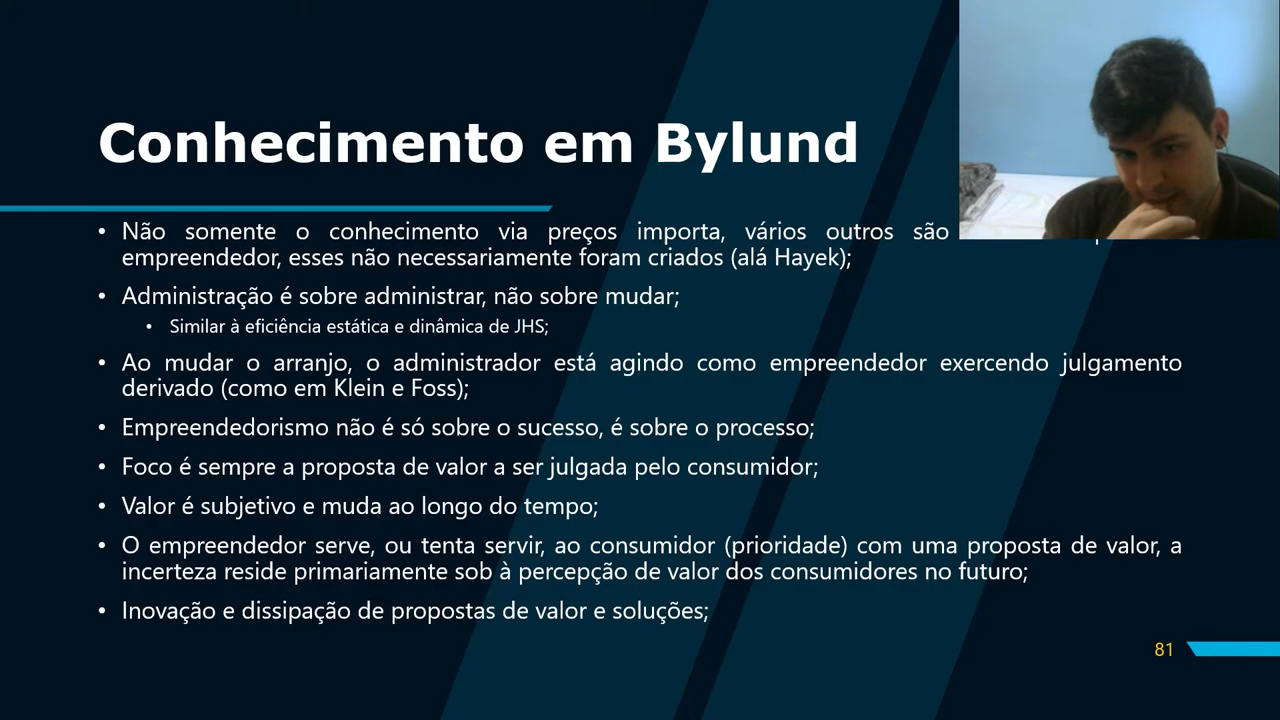 Conhecimento em Bylund
• Não somente o conhecimento via preços importa, vários outros são
empreendedor, esses não necessariamente foram criados (alá Hayek);
• Administração é sobre administrar, não sobre mudar;
• Similar à eficiência estática e dinâmica de JHS;
• Ao mudar o arranjo, o administrador está agindo como empreendedor exercendo julgamento
derivado (como em Klein e Foss);
• Empreendedorismo não é só sobre o sucesso, é sobre o processo;
• Foco é sempre a proposta de valor a ser julgada pelo consumidor;
• Valor é subjetivo e muda ao longo do tempo;
• O empreendedor serve, ou tenta servir, ao consumidor (prioridade) com uma proposta de valor, a
incerteza reside primariamente sob à percepção de valor dos consumidores no futuro;
• Inovação e dissipação de propostas de valor e soluções;
81